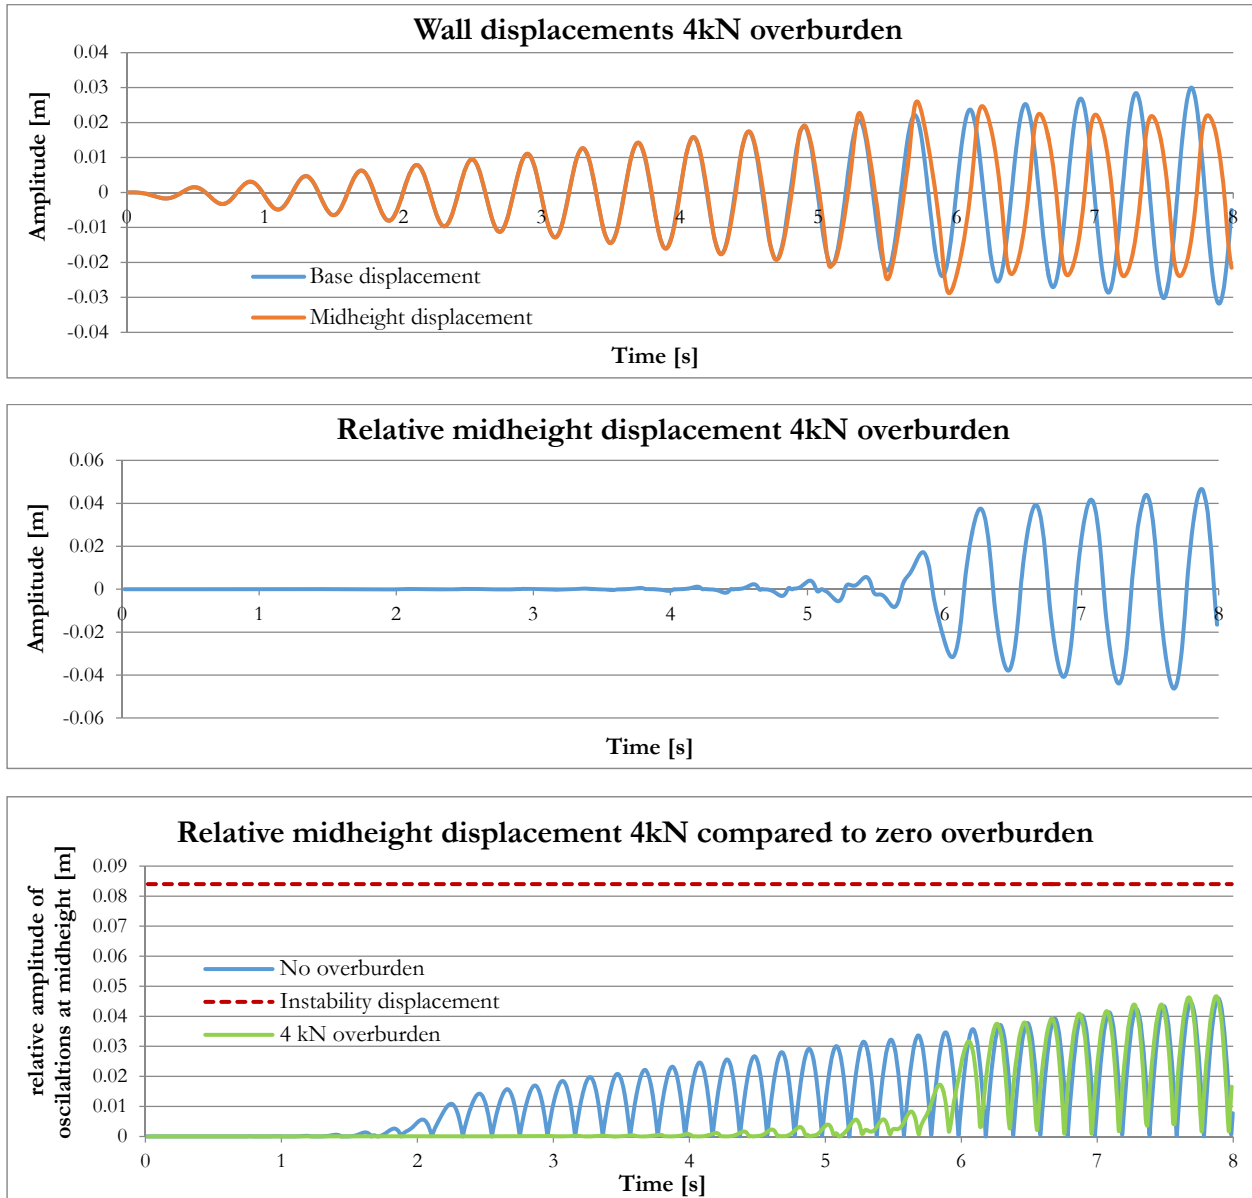 Wall displacements 4kN overburden
Amplitude [m]
0.04
0.03
0.02
0.01
0
-0.01
-0.02
-0.03
-0.04
0 1 2 3 4 5 6 7 8
Base displacement
Midheight displacement
Time [s]
Relative midheight displacement 4kN overburden
Amplitude [m]
0.06
0.04
0.02
0
-0.02
-0.04
-0.06
0 1 2 3 4 5 6 7 8
Time [s]
Relative midheight displacement 4kN compared to zero overburden
relative amplitude of
oscilaltions at midheight [m]
0.09
0.08
0.07
0.06
0.05
0.04
0.03
0.02
0.01
0
No overburden
Instability displacement
4 kN overburden
0 1 2 3 4 5 6 7 8
Time [s]